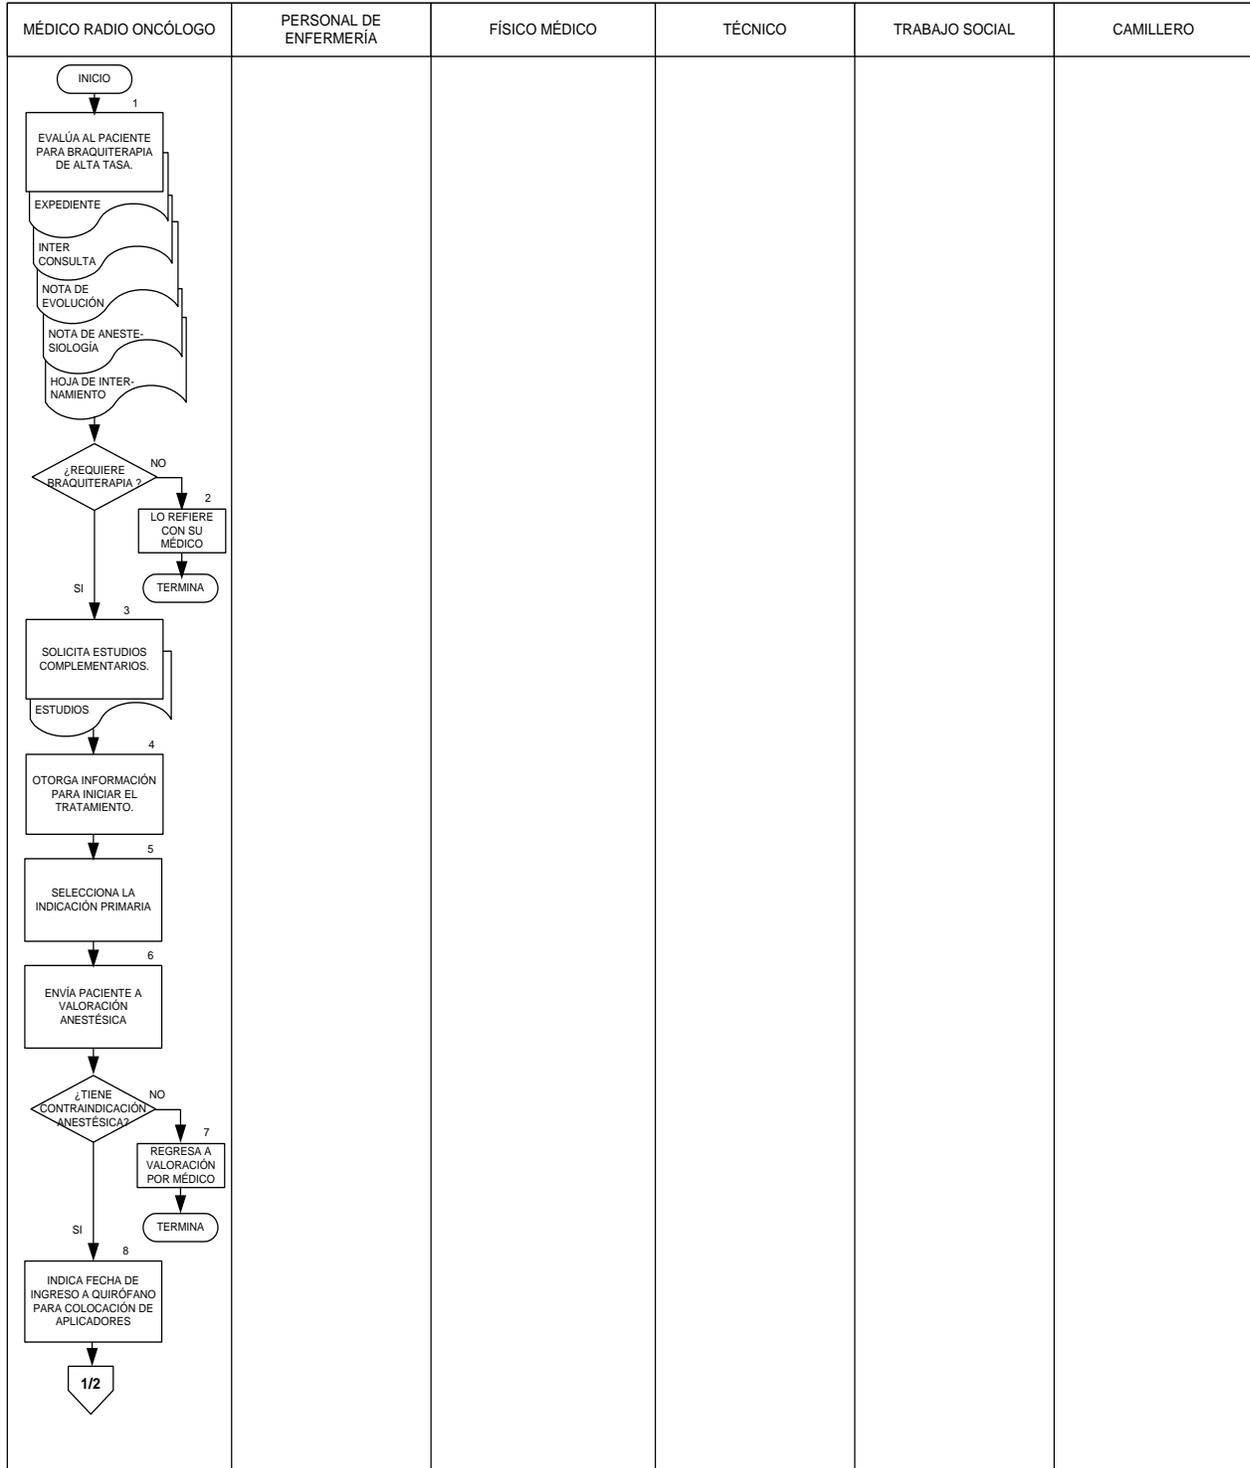 MÉDICO RADIO ONCÓLOGO
PERSONAL DE
ENFERMERÍA
FÍSICO MÉDICO
TÉCNICO
TRABAJO SOCIAL
CAMILLERO
INICIO
1
EVALÚA AL PACIENTE
PARA BRAQUITERAPIA
DE ALTA TASA.
EXPEDIENTE
INTER
CONSULTA
NOTA DE
EVOLUCIÓN
NOTA DE ANESTE-
SIOLOGÍA
HOJA DE INTER-
NAMIENTO
¿REQUIERE
BRAQUITERAPIA ?
NO
2
LO REFIERE
CON SU
MÉDICO
TERMINA
SI
3
SOLICITA ESTUDIOS
COMPLEMENTARIOS.
ESTUDIOS
4
OTORGA INFORMACIÓN
PARA INICIAR EL
TRATAMIENTO.
5
SELECCIONA LA
INDICACIÓN PRIMARIA
6
ENVÍA PACIENTE A
VALORACIÓN
ANESTÉSICA
¿TIENE
CONTRAINDICACIÓN
ANESTÉSICA?
NO
7
REGRESA A
VALORACIÓN
POR MÉDICO
TERMINA
SI
8
INDICA FECHA DE
INGRESO A QUIRÓFANO
PARA COLOCACIÓN DE
APLICADORES
1/2